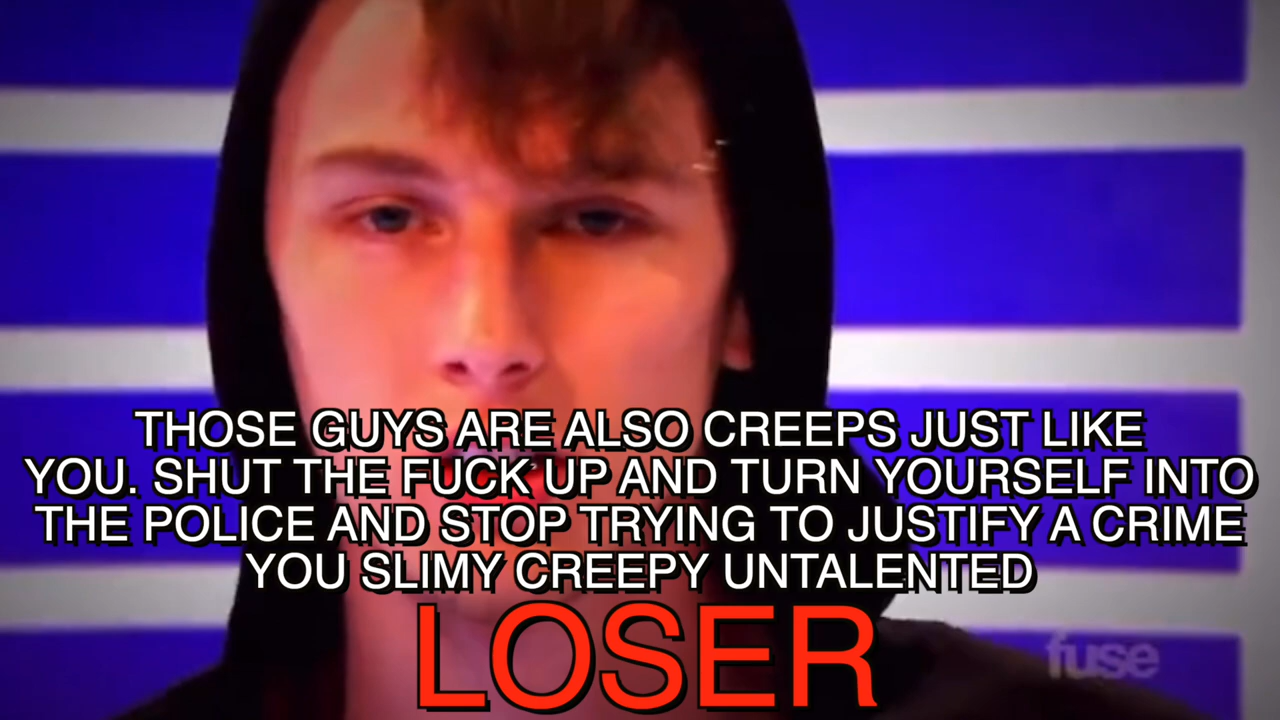 THOSE GUYS ARE ALSO CREEPS JUST LIKE
YOU. SHUT THE FUCK UP AND TURN YOURSELF INTO
THE POLICE AND STOP TRYING TO JUSTIFY A CRIME
YOU SLIMY CREEPY UNTALENTED
LOSER
fuse